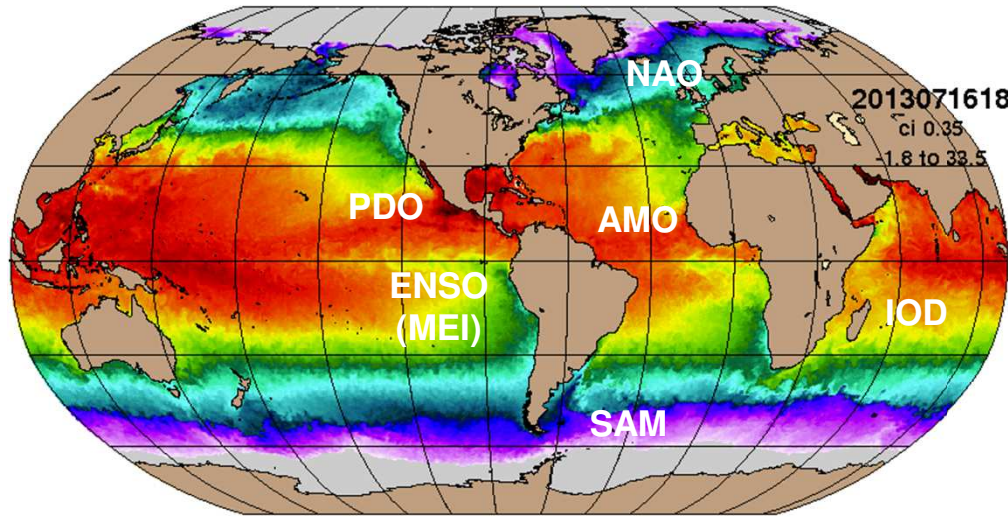 NAO
2013071618
ci 0.35
-1.8 to 33.5
PDO
AMO
ENSO
(MEI)
IOD
SAM